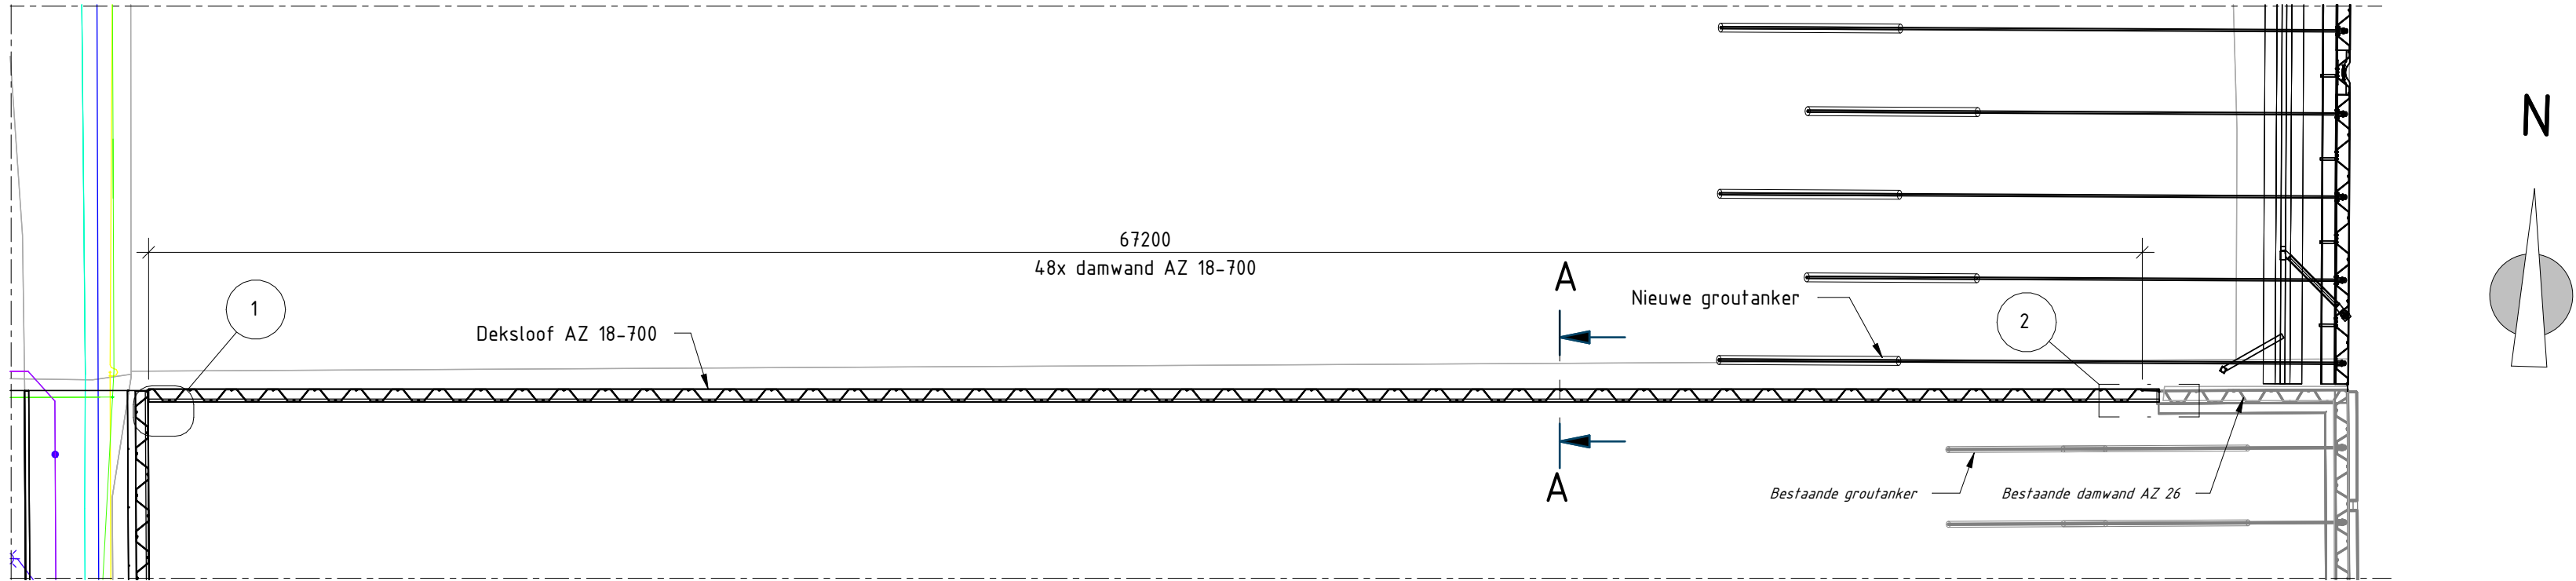 N
67200
48x damwand AZ 18-700
A
Nieuwe groutanker
1
2
Deksloof AZ 18-700
A
Bestaande groutanker
Bestaande damwand AZ 26